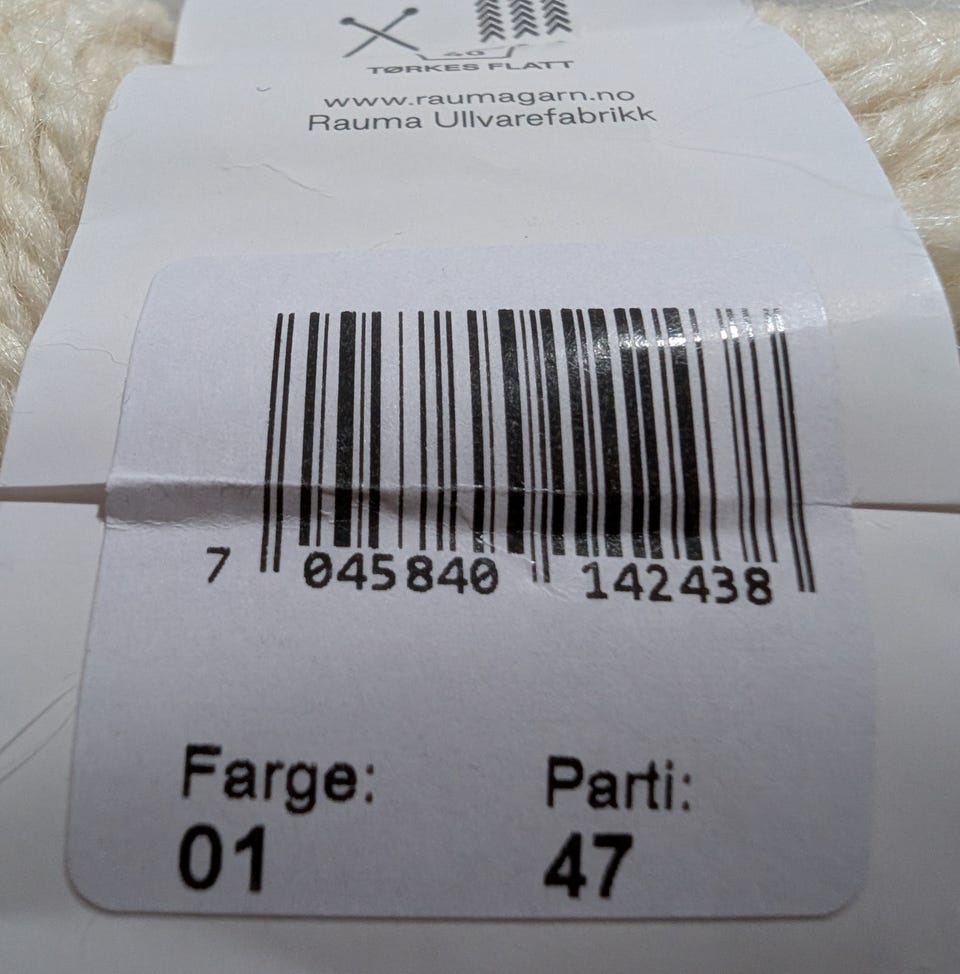 TØRKES FLATT
www.raumagarn.no
Rauma Ullvarefabrikk
7 045840 142438
Farge: Parti:
01 47